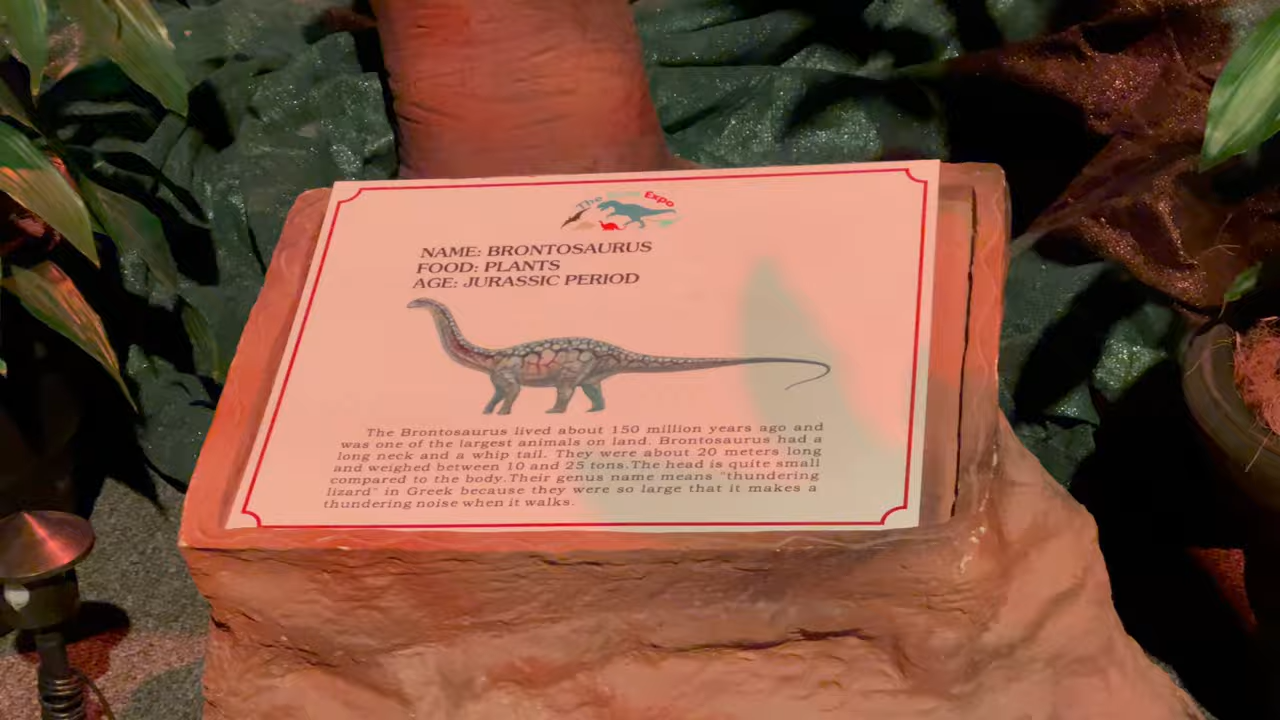 The Expo
NAME: BRONTOSAURUS
FOOD: PLANTS
AGE: JURASSIC PERIOD
The Brontosaurus lived about 150 million years ago and
was one of the largest animals on land. Brontosaurus had a
long neck and a whip tail. They were about 20 meters long
and weighed between 10 and 25 tons.The head is quite small
compared to the body.Their genus name means "thundering
lizard" in Greek because they were so large that it makes a
thundering noise when it walks.